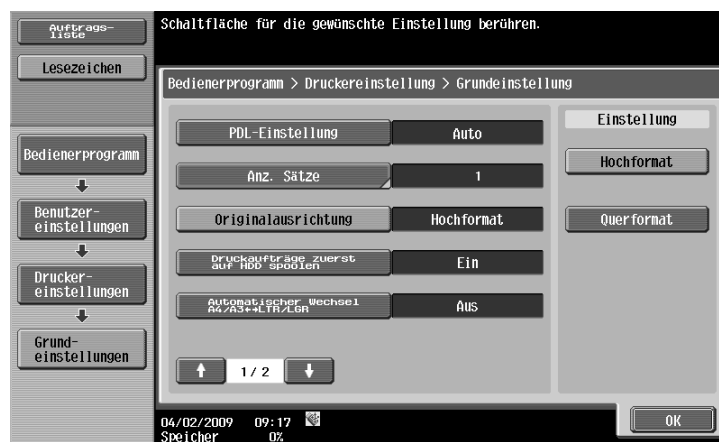 Auftrags-
liste
Schaltfläche für die gewünschte Einstellung berühren.
Lesezeichen
Bedienerprogramm > Druckereinstellung > Grundeinstellung
Bedienerprogramm
Benutzer-
einstellungen
Drucker-
einstellungen
Grund-
einstellungen
PDL-Einstellung Auto
Anz. Sätze 1
Originalausrichtung Hochformat
Druckaufträge zuerst
auf HDD spoolen Ein
Automatischer Wechsel
A4/A3↔LTR/LGR Aus
1/2
Einstellung
Hochformat
Querformat
04/02/2009 09:17
Speicher 0%
OK